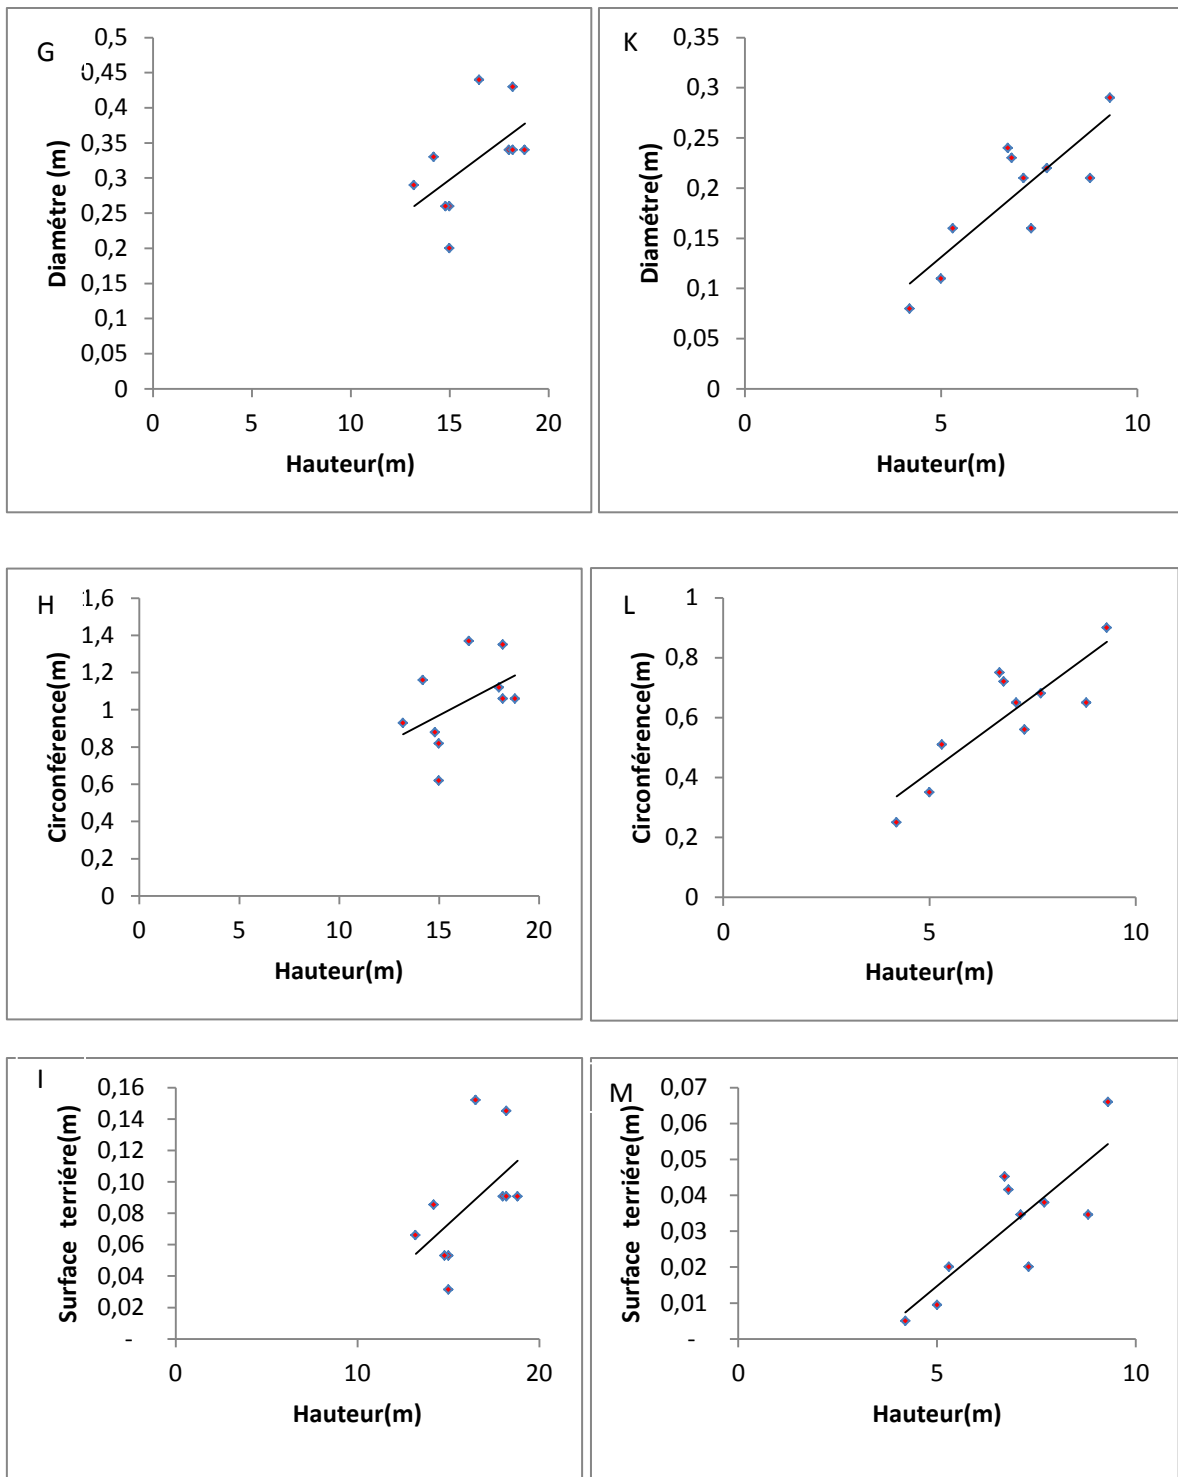 G
0,5
0,45
0,4
0,35
0,3
0,25
0,2
0,15
0,1
0,05
0
0 5 10 15 20
Diamétre (m)
Hauteur(m)
K
0,35
0,3
0,25
0,2
0,15
0,1
0,05
0
0 5 10
Diamétre(m)
Hauteur(m)
H
1,6
1,4
1,2
1
0,8
0,6
0,4
0,2
0
0 5 10 15 20
Circonférence(m)
Hauteur(m)
L
1
0,8
0,6
0,4
0,2
0
0 5 10
Circonférence(m)
Hauteur(m)
I
0,16
0,14
0,12
0,10
0,08
0,06
0,04
0,02
-
0 10 20
Surface terriére(m)
Hauteur(m)
M
0,07
0,06
0,05
0,04
0,03
0,02
0,01
-
0 5 10
Surface terriére(m)
Hauteur(m)